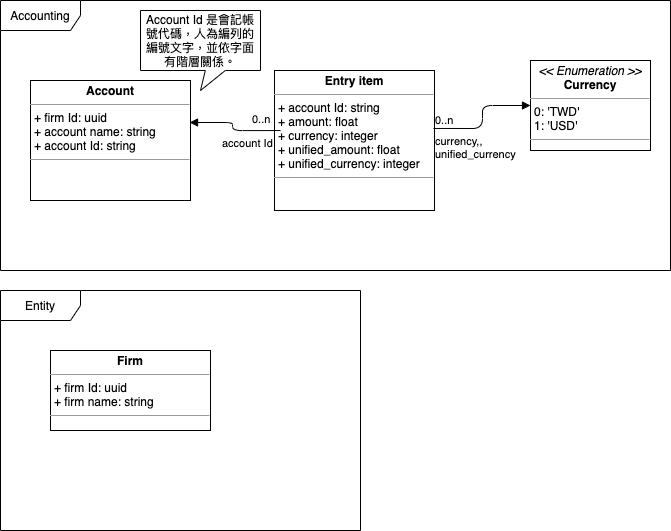 Accounting
Account Id 是會記帳
號代碼，人為編列的
編號文字，並依字面
有階層關係。
Account
+ firm Id: uuid
+ account name: string
+ account Id: string
0..n
account Id
Entry item
+ account Id: string
+ amount: float
+ currency: integer
+ unified_amount: float
+ unified_currency: integer
0..n
currency,,
unified_currency
<< Enumeration >>
Currency
0: 'TWD'
1: 'USD'
Entity
Firm
+ firm Id: uuid
+ firm name: string